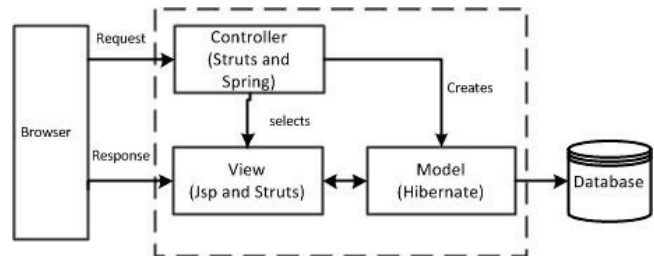 Request
Controller
(Struts and
Spring)
Creates
selects
Browser
Response
View
(Jsp and Struts)
Model
(Hibernate)
Database